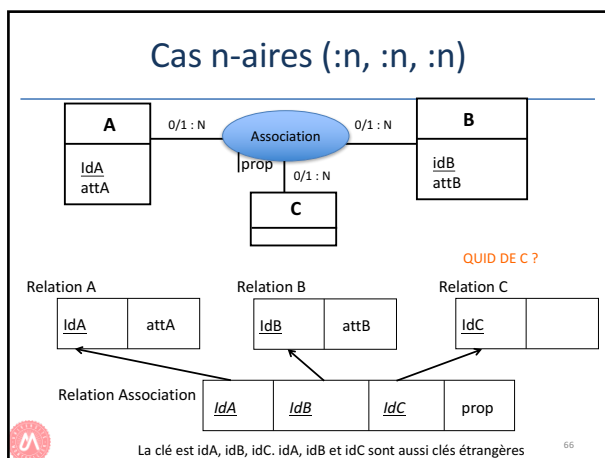 Cas n-aires (:n, :n, :n)
A
0/1 : N
Association
0/1 : N
B
IdA
attA
prop
0/1 : N
idB
attB
C
QUID DE C ?
Relation A
Relation B
Relation C
IdA
attA
IdB
attB
IdC
Relation Association
IdA
IdB
IdC
prop
La clé est idA, idB, idC. idA, idB et idC sont aussi clés étrangères
66